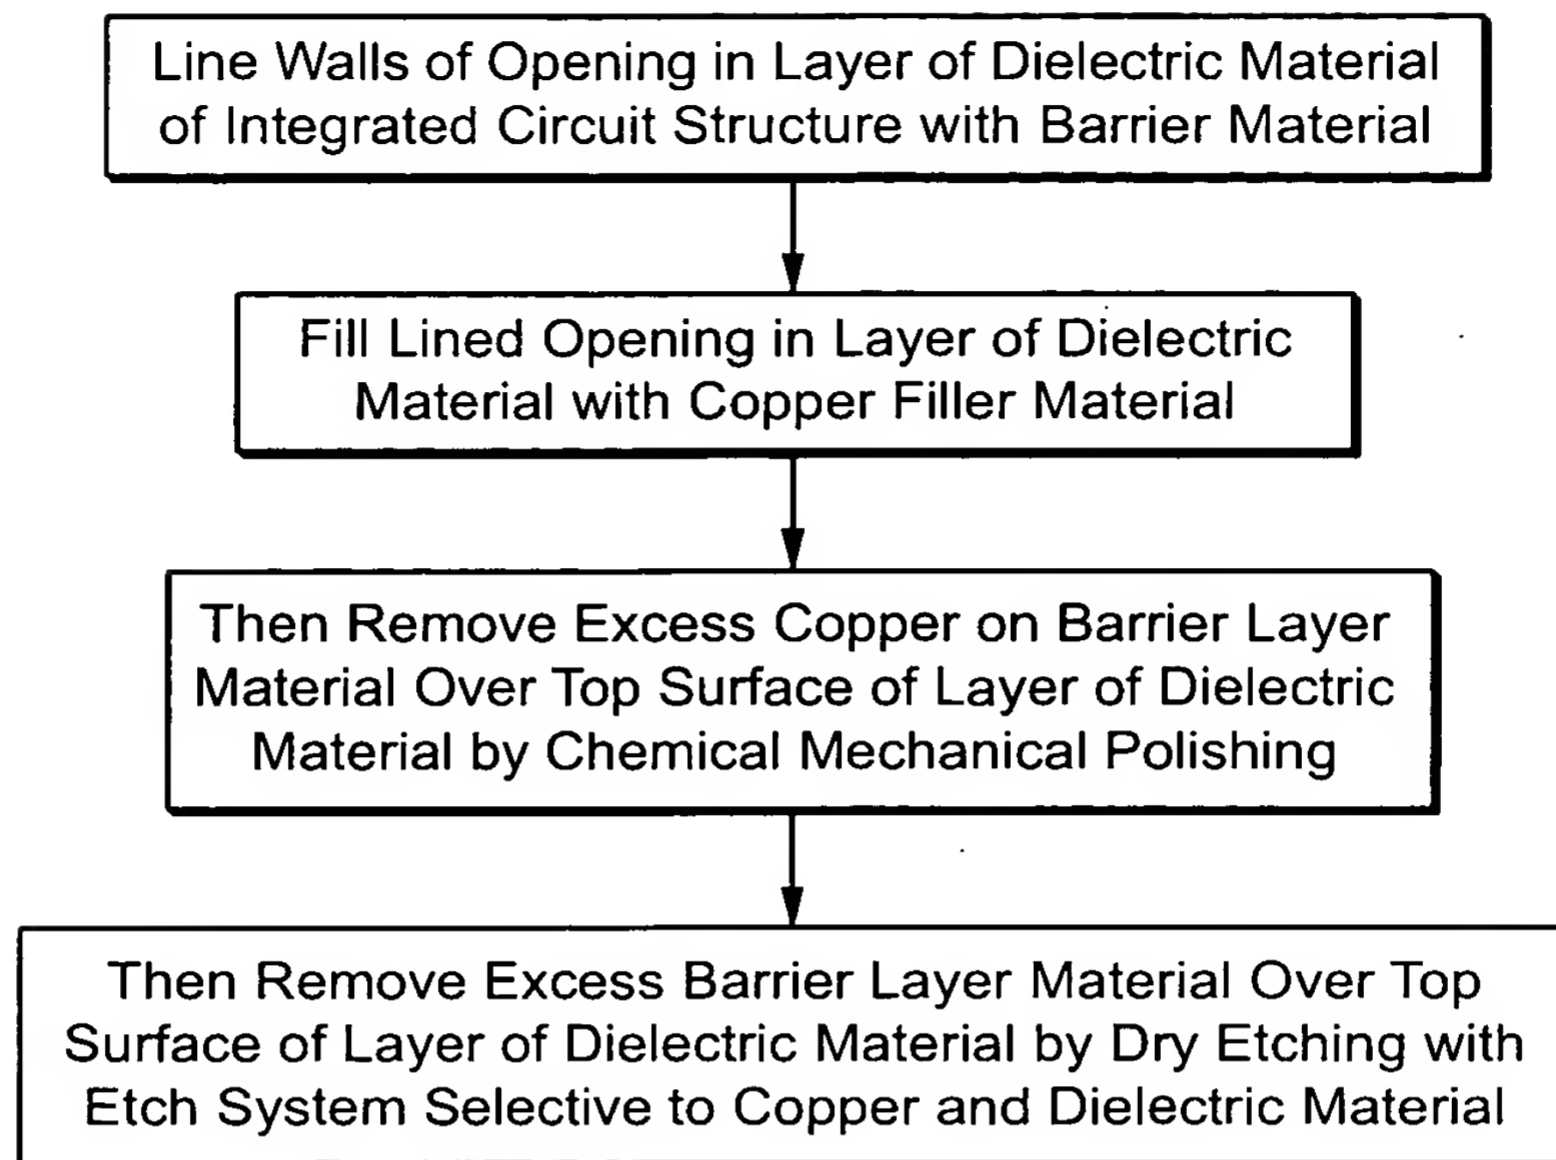 Line Walls of Opening in Layer of Dielectric Material
of Integrated Circuit Structure with Barrier Material
Fill Lined Opening in Layer of Dielectric
Material with Copper Filler Material
Then Remove Excess Copper on Barrier Layer
Material Over Top Surface of Layer of Dielectric
Material by Chemical Mechanical Polishing
Then Remove Excess Barrier Layer Material Over Top
Surface of Layer of Dielectric Material by Dry Etching with
Etch System Selective to Copper and Dielectric Material